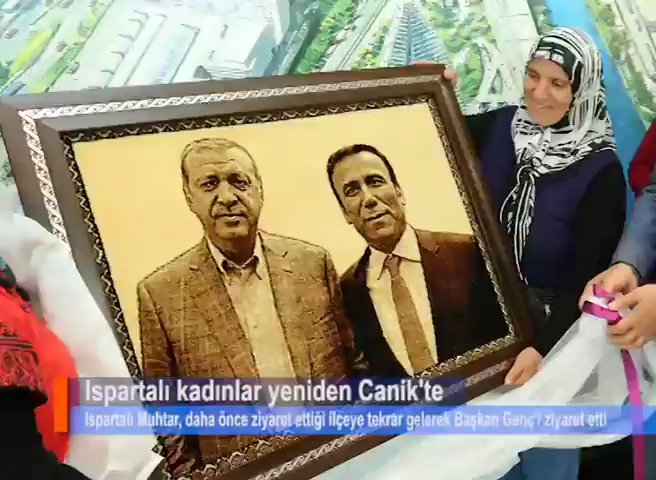 Ispartalı kadınlar yeniden Canik'te
Ispartalı Muhtar, daha önce ziyaret ettiği ilçeye tekrar gelerek Başkan Genç'i ziyaret etti